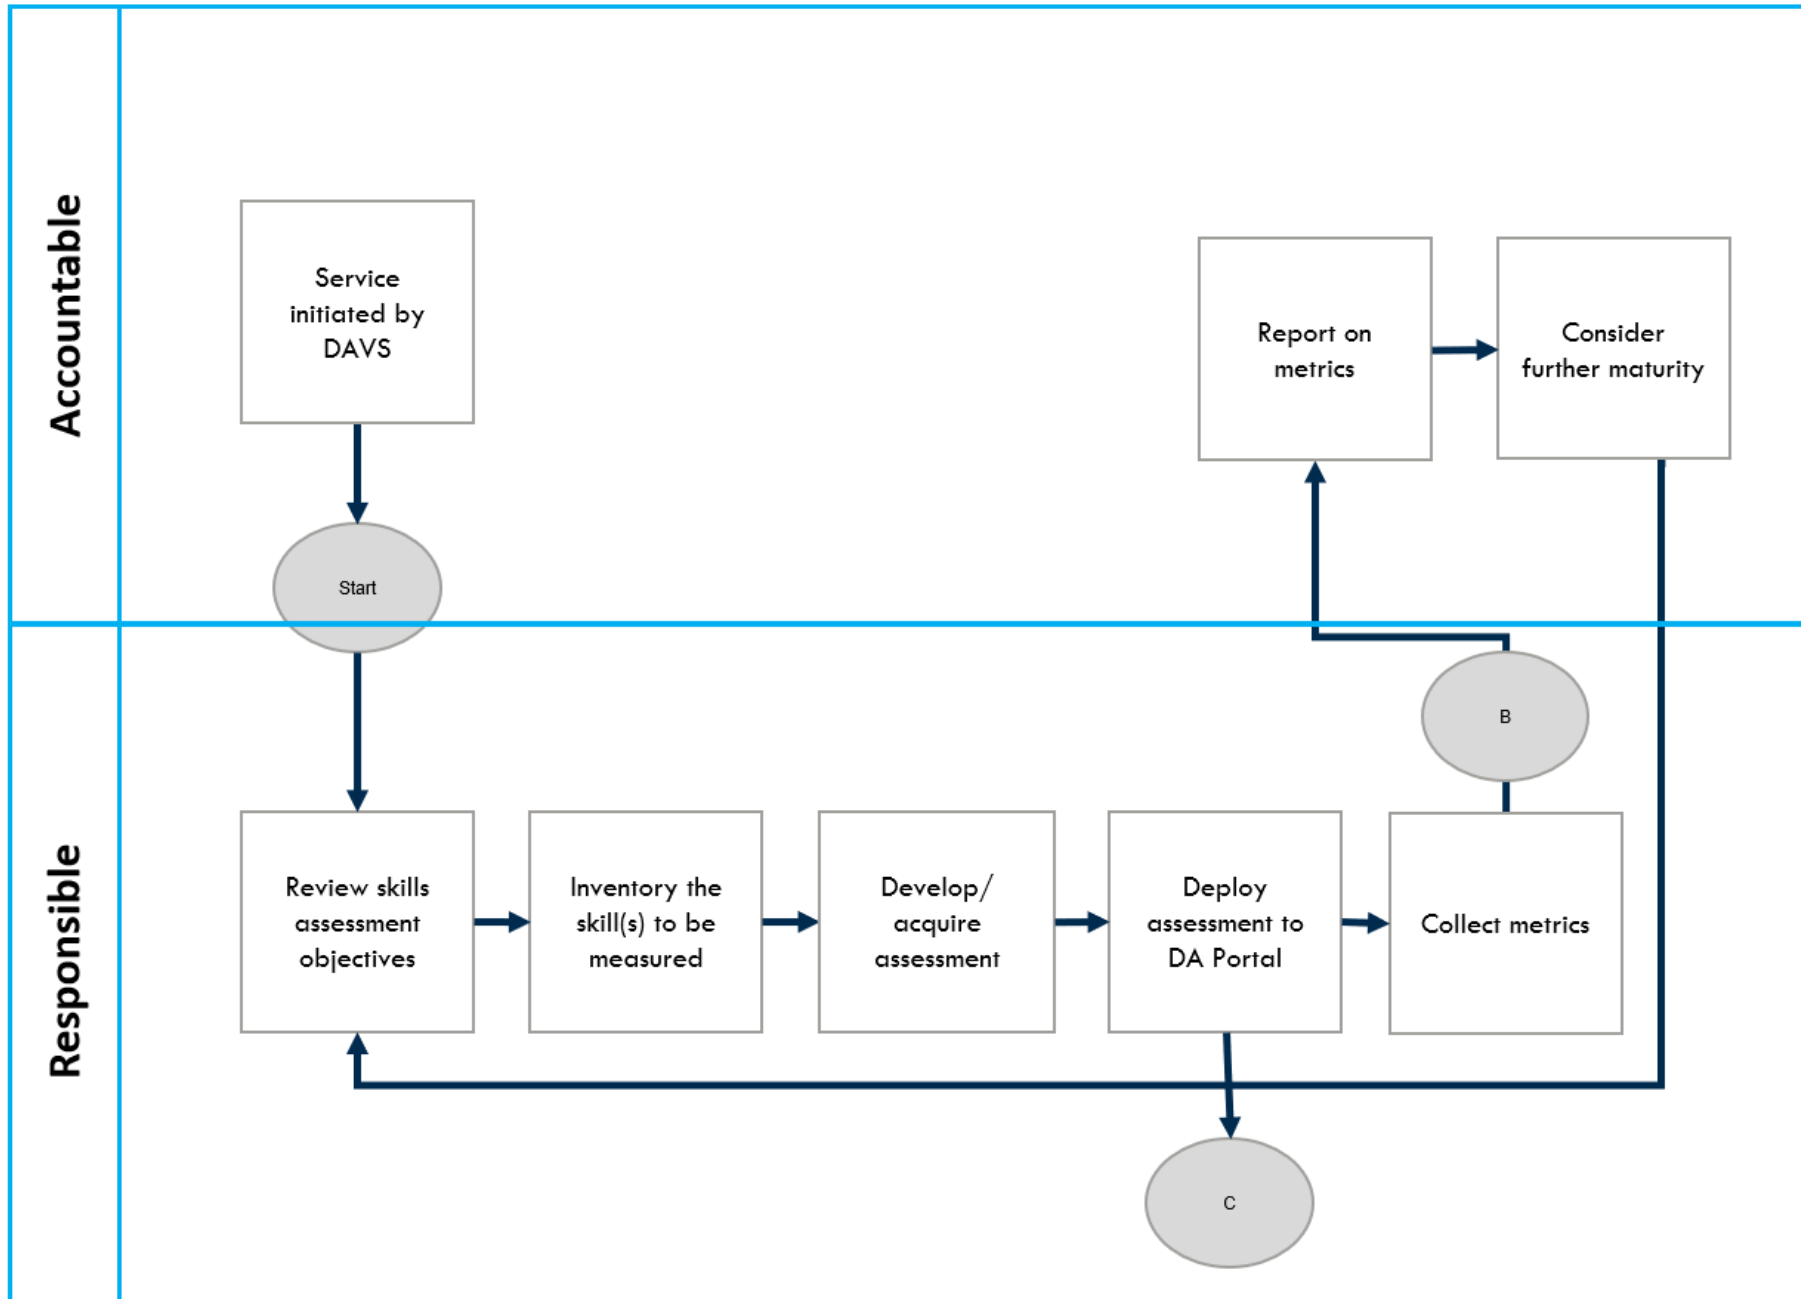 Accountable
Service
initiated by
DAVS
Report on
metrics
Consider
further maturity
Start
Responsible
B
Review skills
assessment
objectives
Inventory the
skill(s) to be
measured
Develop/
acquire
assessment
Deploy
assessment to
DA Portal
Collect metrics
C